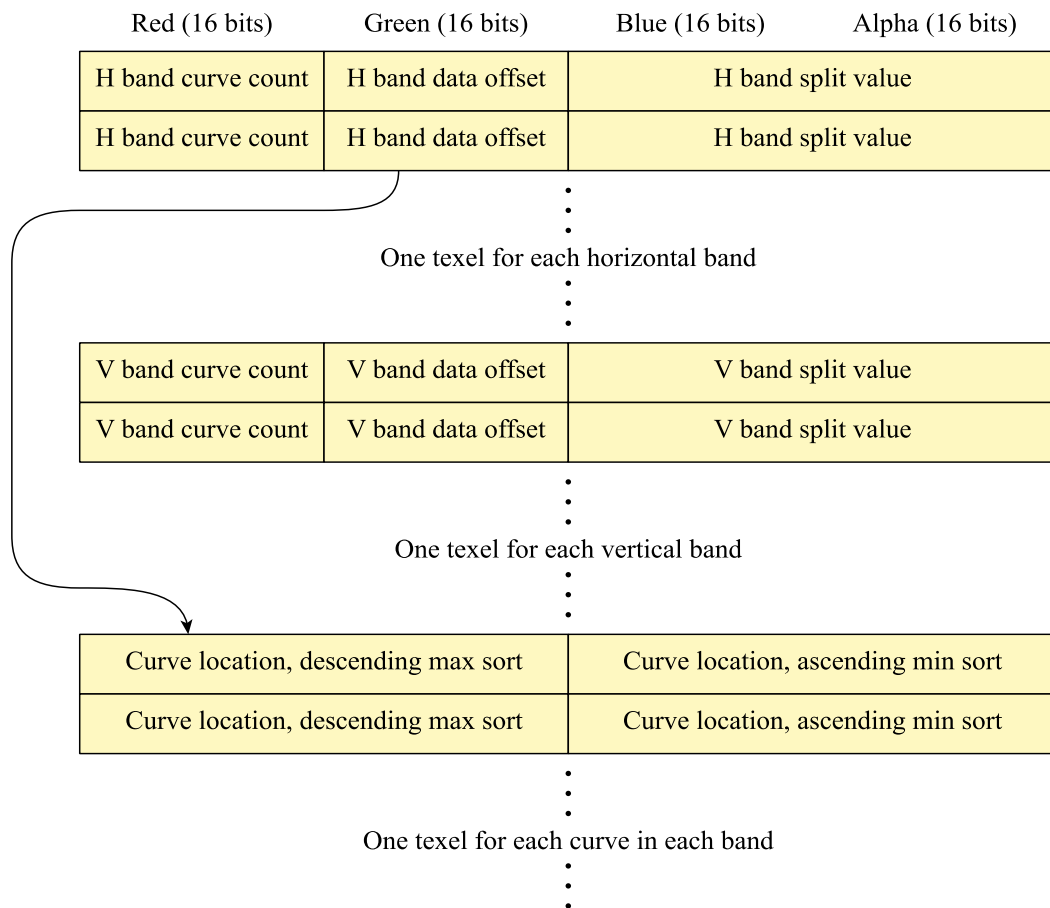 Red (16 bits) Green (16 bits) Blue (16 bits) Alpha (16 bits)
H band curve count H band data offset H band split value
H band curve count H band data offset H band split value
One texel for each horizontal band
V band curve count V band data offset V band split value
V band curve count V band data offset V band split value
One texel for each vertical band
Curve location, descending max sort Curve location, ascending min sort
Curve location, descending max sort Curve location, ascending min sort
One texel for each curve in each band